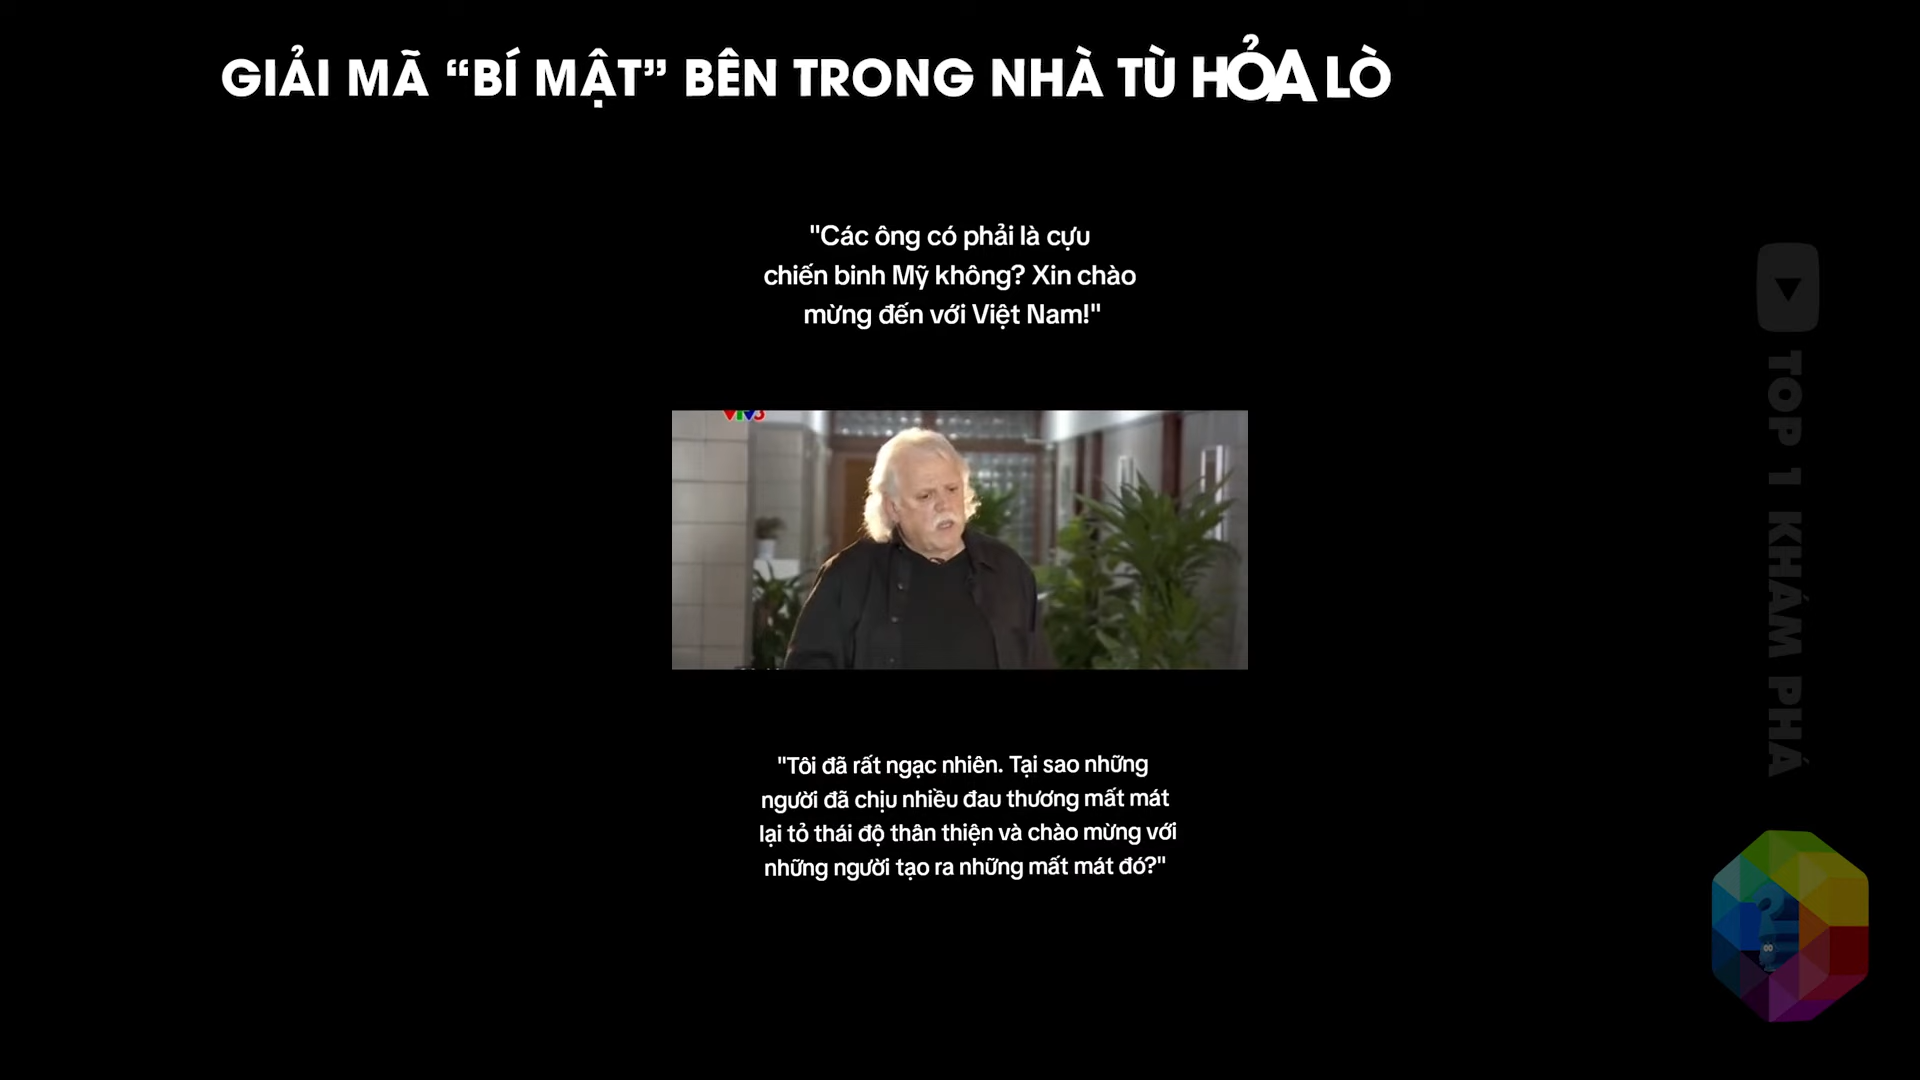 GIẢI MÃ “BÍ MẬT” BÊN TRONG NHÀ TÙ HỎA LÒ
"Các ông có phải là cựu
chiến binh Mỹ không? Xin chào
mừng đến với Việt Nam!"
VTV3
"Tôi đã rất ngạc nhiên. Tại sao những
người đã chịu nhiều đau thương mất mát
lại tỏ thái độ thân thiện và chào mừng với
những người tạo ra những mất mát đó?"
TOP 1 KHÁM PHÁ